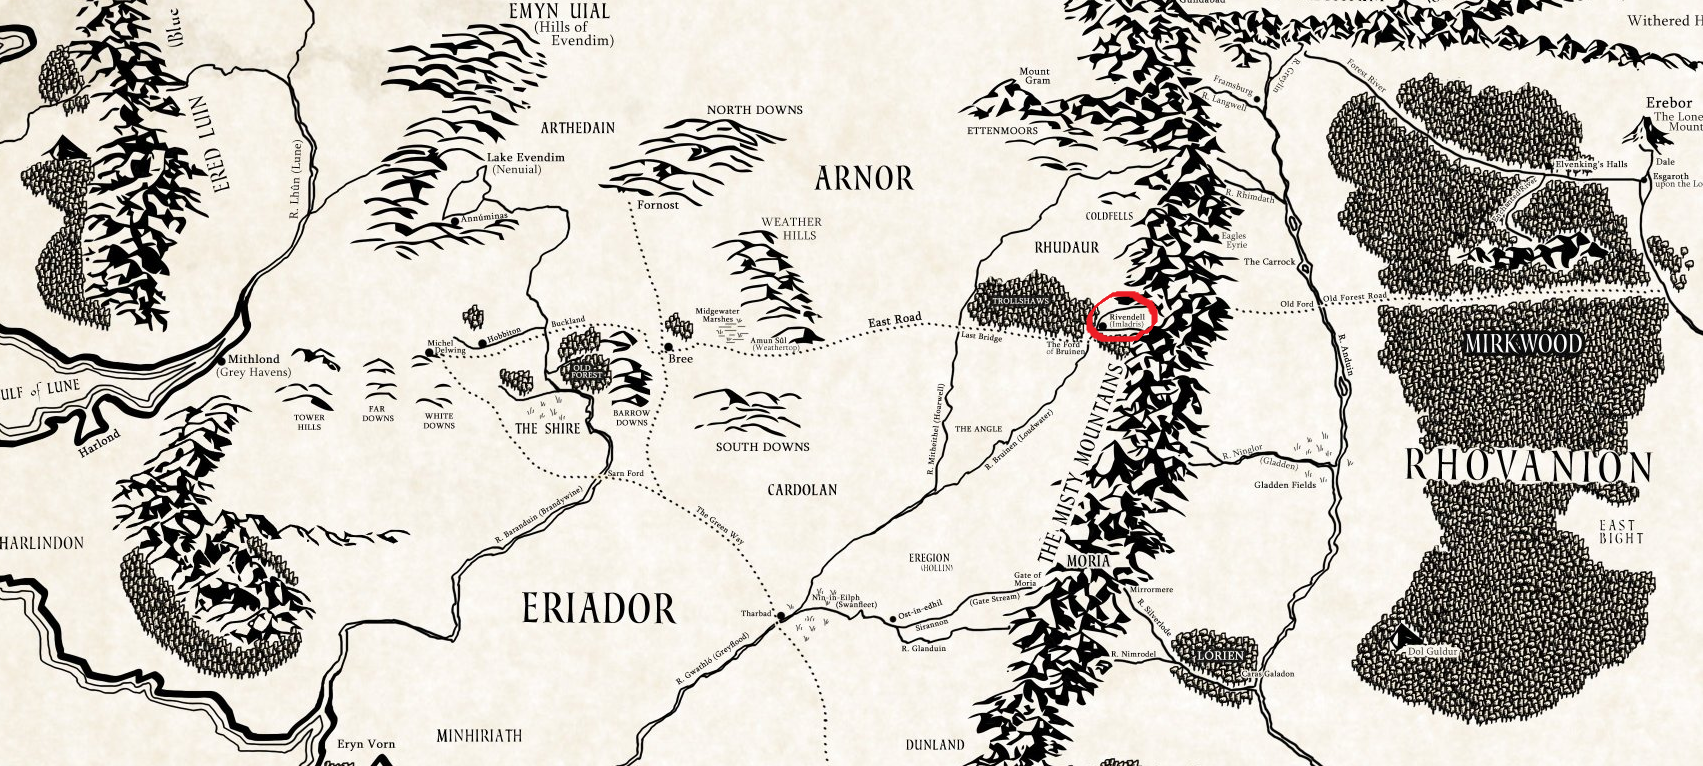 Gundabad
Withered H
(Blue
EMYN UIAL
(Hills of
Evendim)
Mount
Gram
ETTENMOORS
R. Greylin
Framsburg
R. Langwell
Forest River
Erebor
The Lone
Mount
Dale
Esgaroth
upon the Lo
Elvenking's Halls
Enchanted River
NORTH DOWNS
ARTHEDAIN
Lake Evendim
(Nenuial)
ERED LUIN
R. Lhûn (Lune)
Annúminas
Fornost
ARNOR
WEATHER
HILLS
COLDFELLS
RHUDAUR
R. Rhimdath
Eagles
Eyrie
The Carrock
TROLLSHAWS
Rivendell
(Imladris)
Old Ford
Old Forest Road
R. Anduin
MIRKWOOD
Midgewater
Marshes
Amun Sûl
(Weathertop)
East Road
Last Bridge
The Ford
of Bruinen
Buckland
Hobbiton
Michel
Delwing
Bree
OLD
FOREST
Mithlond
(Grey Havens)
ULF of LUNE
Harlond
TOWER
HILLS
FAR
DOWNS
WHITE
DOWNS
THE SHIRE
BARROW
DOWNS
SOUTH DOWNS
THE ANGLE
R. Mitheithel (Hoarwell)
R. Bruinen (Loudwater)
THE MISTY MOUNTAINS
R. Ninglor
(Gladden)
Gladden Fields
RHOVANION
EAST
BIGHT
Sarn Ford
CARDOLAN
R. Baranduin (Brandywine)
The Green Way
HARLINDON
EREGION
(HOLLIN)
MORIA
Gate of
Moria
(Gate Stream)
Mirrormere
R. Silverlode
ERIADOR
Tharbad
Nin-in-Eilph
(Swanfleet)
Ost-in-edhil
Sirannon
R. Glanduin
R. Gwathló (Greyflood)
R. Nimrodel
LÓRIEN
Caras Galadon
Dol Guldur
Eryn Vorn
MINHIRIATH
DUNLAND